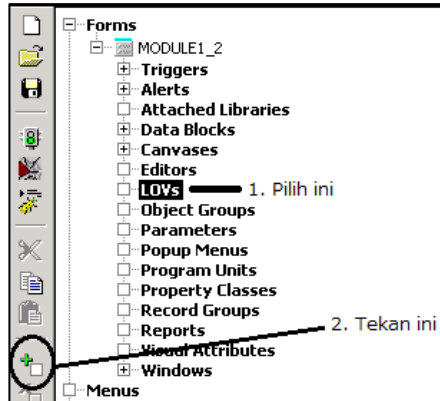 Forms
MODULE1_2
Triggers
Alerts
Attached Libraries
Data Blocks
Canvases
Editors
LOVs 1. Pilih ini
Object Groups
Parameters
Popup Menus
Program Units
Property Classes
Record Groups
Reports 2. Tekan ini
Visual Attributes
Windows
Menus